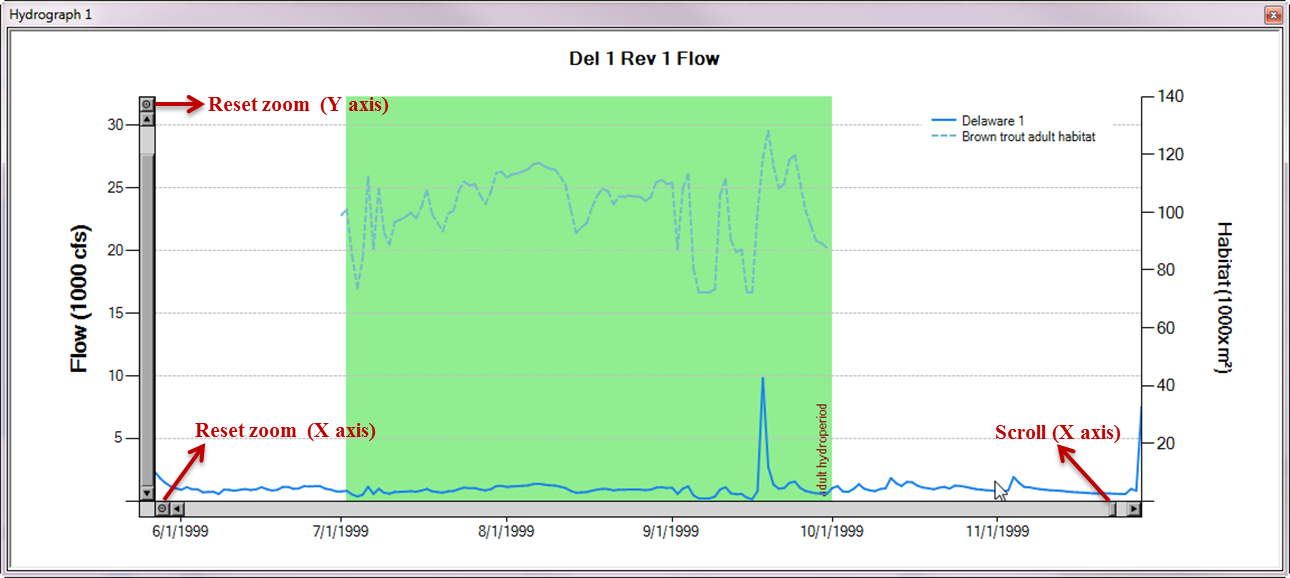 Hydrograph 1
Del 1 Rev 1 Flow
Reset zoom (Y axis)
Delaware 1
Brown trout adult habitat
Flow (1000 cfs)
30
25
20
15
10
5
140
120
100
80
60
40
20
Habitat (1000x m²)
Reset zoom (X axis)
Scroll (X axis)
adult hydroperiod
6/1/1999 7/1/1999 8/1/1999 9/1/1999 10/1/1999 11/1/1999